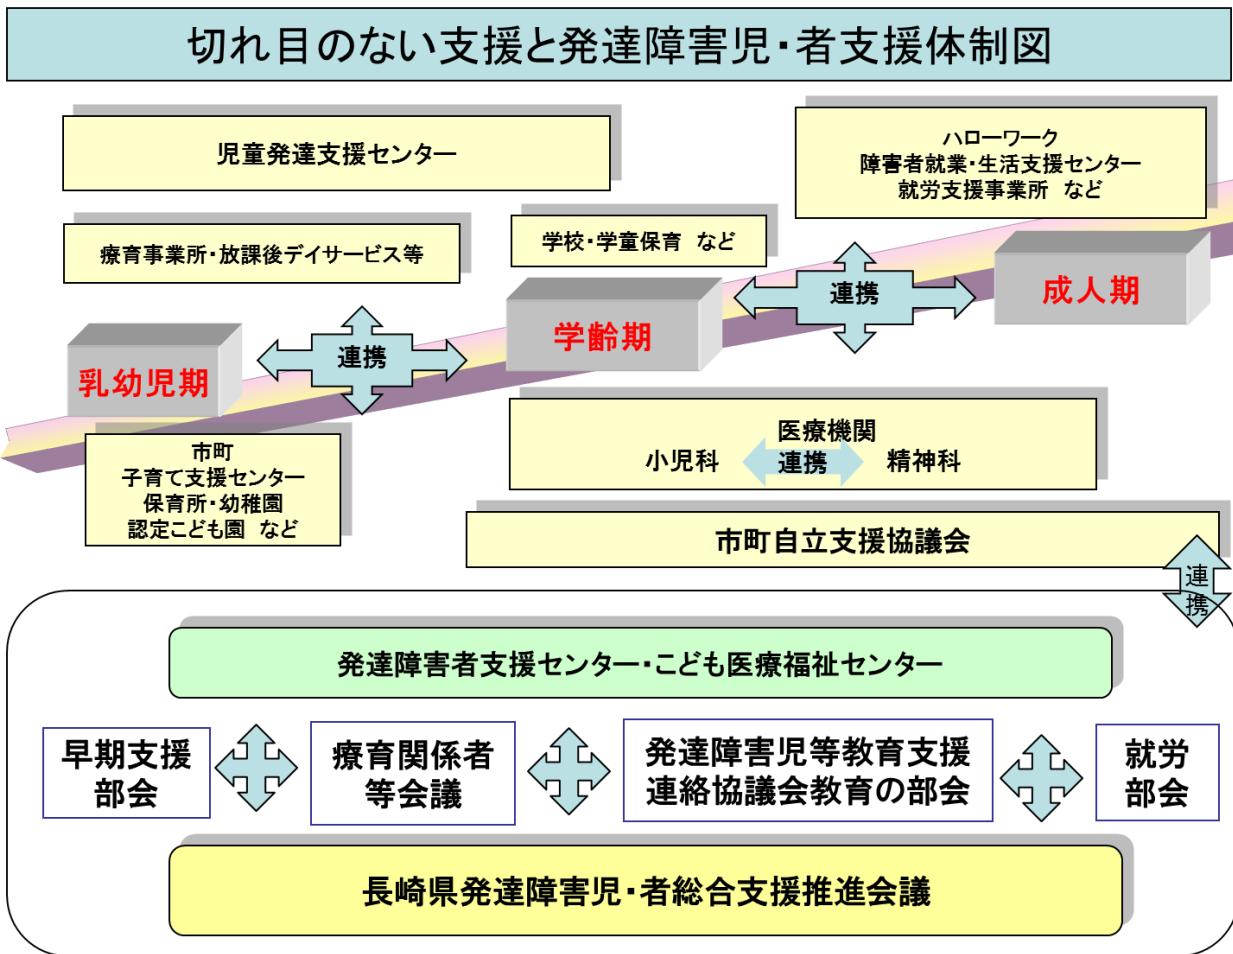 切れ目のない支援と発達障害児・者支援体制図
児童発達支援センター
ハローワーク
障害者就業・生活支援センター
就労支援事業所　など
療育事業所・放課後デイサービス等
学校・学童保育　など
連携
成人期
学齢期
連携
乳幼児期
市町
子育て支援センター
保育所・幼稚園
認定こども園　など
医療機関
小児科
連携
精神科
市町自立支援協議会
連
携
発達障害者支援センター・こども医療福祉センター
早期支援
部会
療育関係者
等会議
発達障害児等教育支援
連絡協議会教育の部会
就労
部会
長崎県発達障害児・者総合支援推進会議